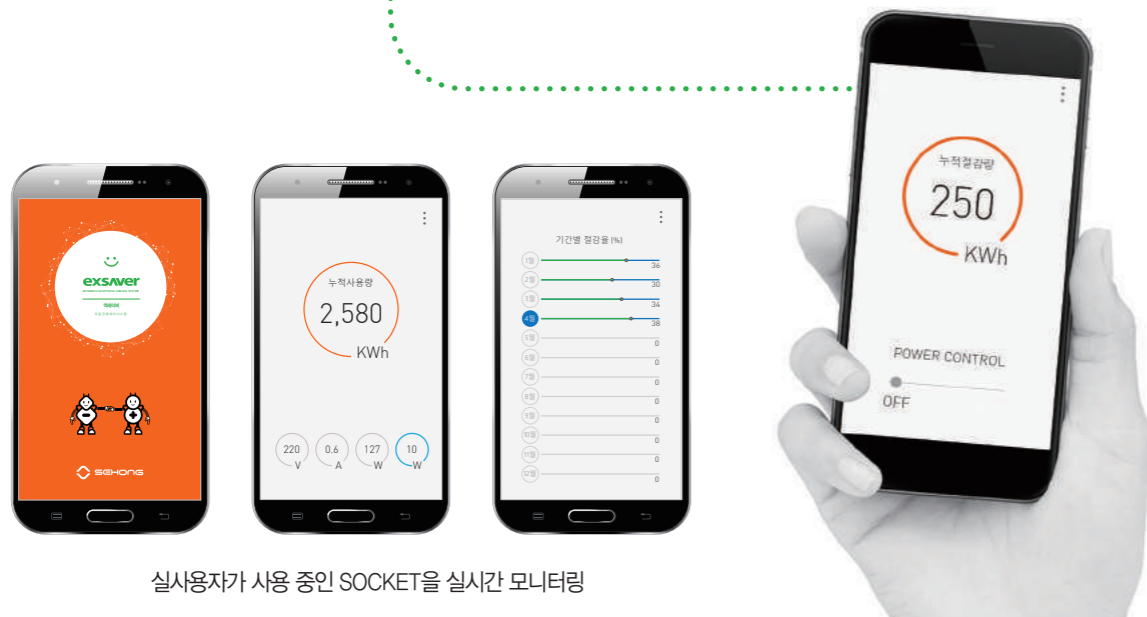 exsaver
엑세이버
SEHONG
누적사용량
2,580
KWh
220
V
0.6
A
127
W
10
W
기간별 절감율 (%)
1월
36
2월
30
3월
34
4월
38
5월
0
6월
0
7월
0
8월
0
9월
0
10월
0
11월
0
12월
0
누적절감량
250
KWh
POWER CONTROL
OFF
실사용자가 사용 중인 SOCKET을 실시간 모니터링